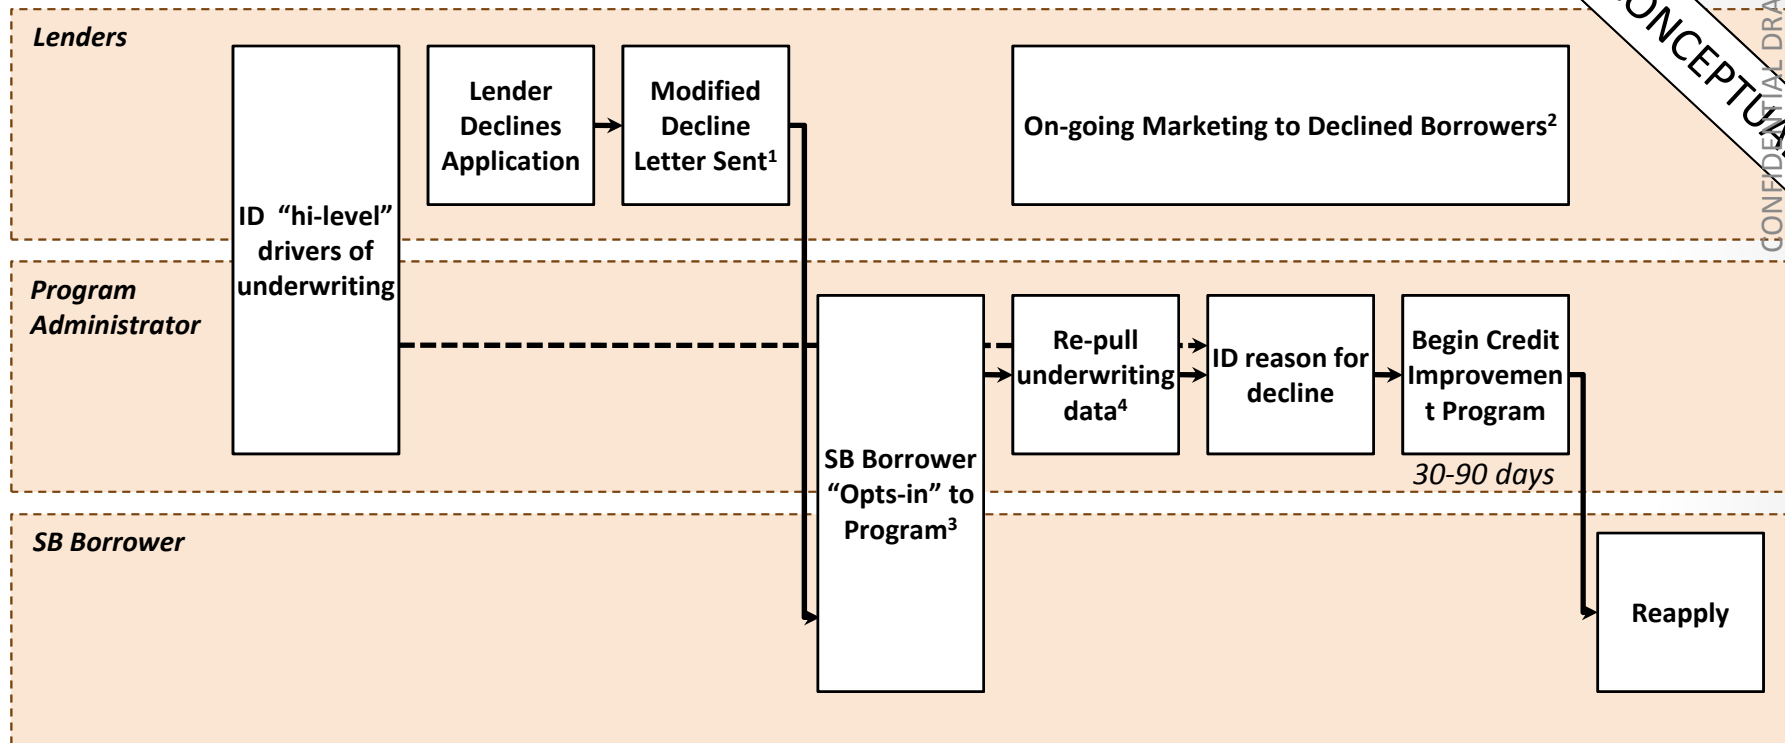 Lenders
ID “hi-level”
drivers of
underwriting
Lender
Declines
Application
Modified
Decline
Letter Sent1
On-going Marketing to Declined Borrowers2
Program
Administrator
SB Borrower
“Opts-in” to
Program3
Re-pull
underwriting
data4
ID reason for
decline
Begin Credit
Improvemen
t Program
30-90 days
SB Borrower
Reapply
CONFIDENTIAL